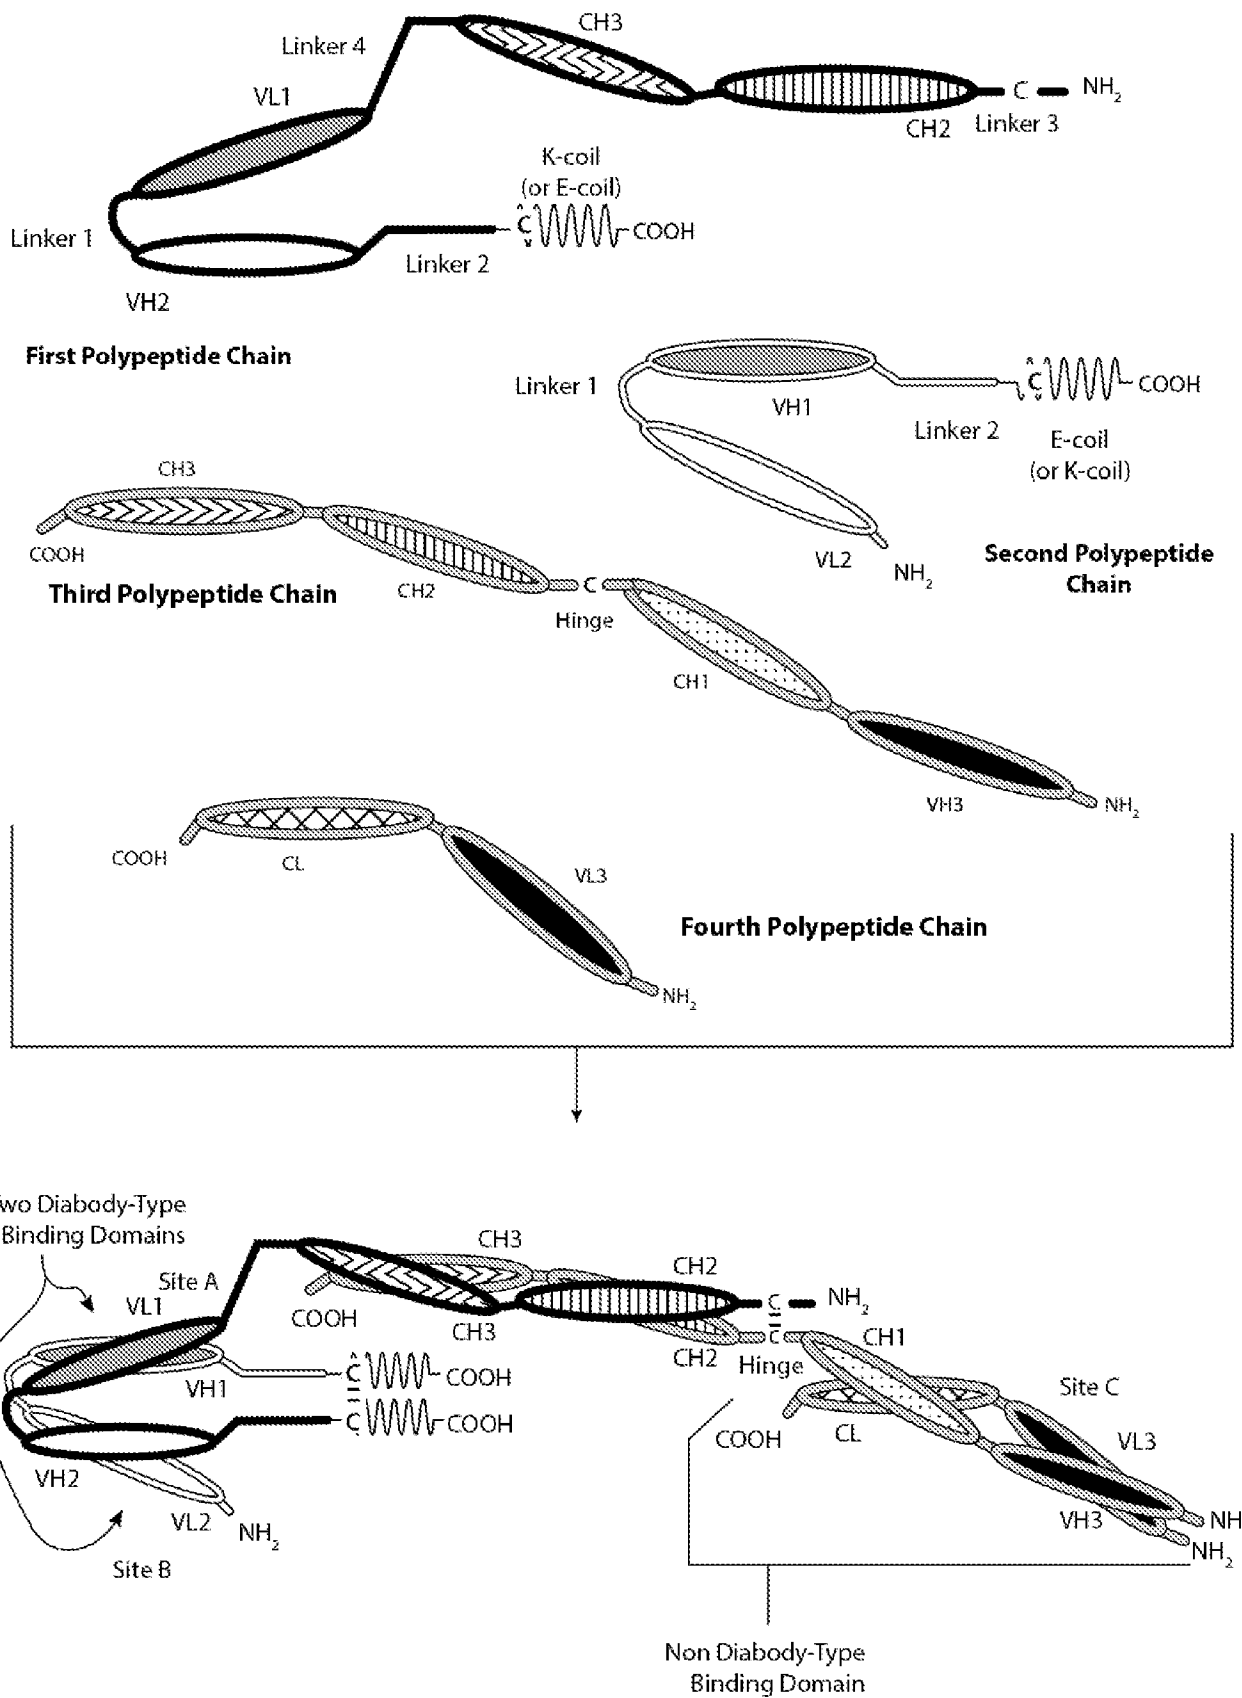 CH3
Linker 4
VL1
NH2
CH2
Linker 3
C
K-coil
(or E-coil)
C
COOH
Linker 1
Linker 2
VH2
First Polypeptide Chain
Linker 1
VH1
C
COOH
Linker 2
E-coil
(or K-coil)
CH3
COOH
VL2
NH2
Second Polypeptide
Chain
Third Polypeptide Chain
CH2
C
Hinge
CH1
VH3
NH2
COOH
CL
VL3
Fourth Polypeptide Chain
NH2
wo Diabody-Type
Binding Domains
Site A
VL1
CH3
CH2
C
NH2
COOH
CH3
CH2
C
Hinge
CH1
VH1
C
COOH
C
COOH
Site C
COOH
CL
VL3
VH2
VL2
NH2
VH3
NH
NH2
Site B
Non Diabody-Type
Binding Domain